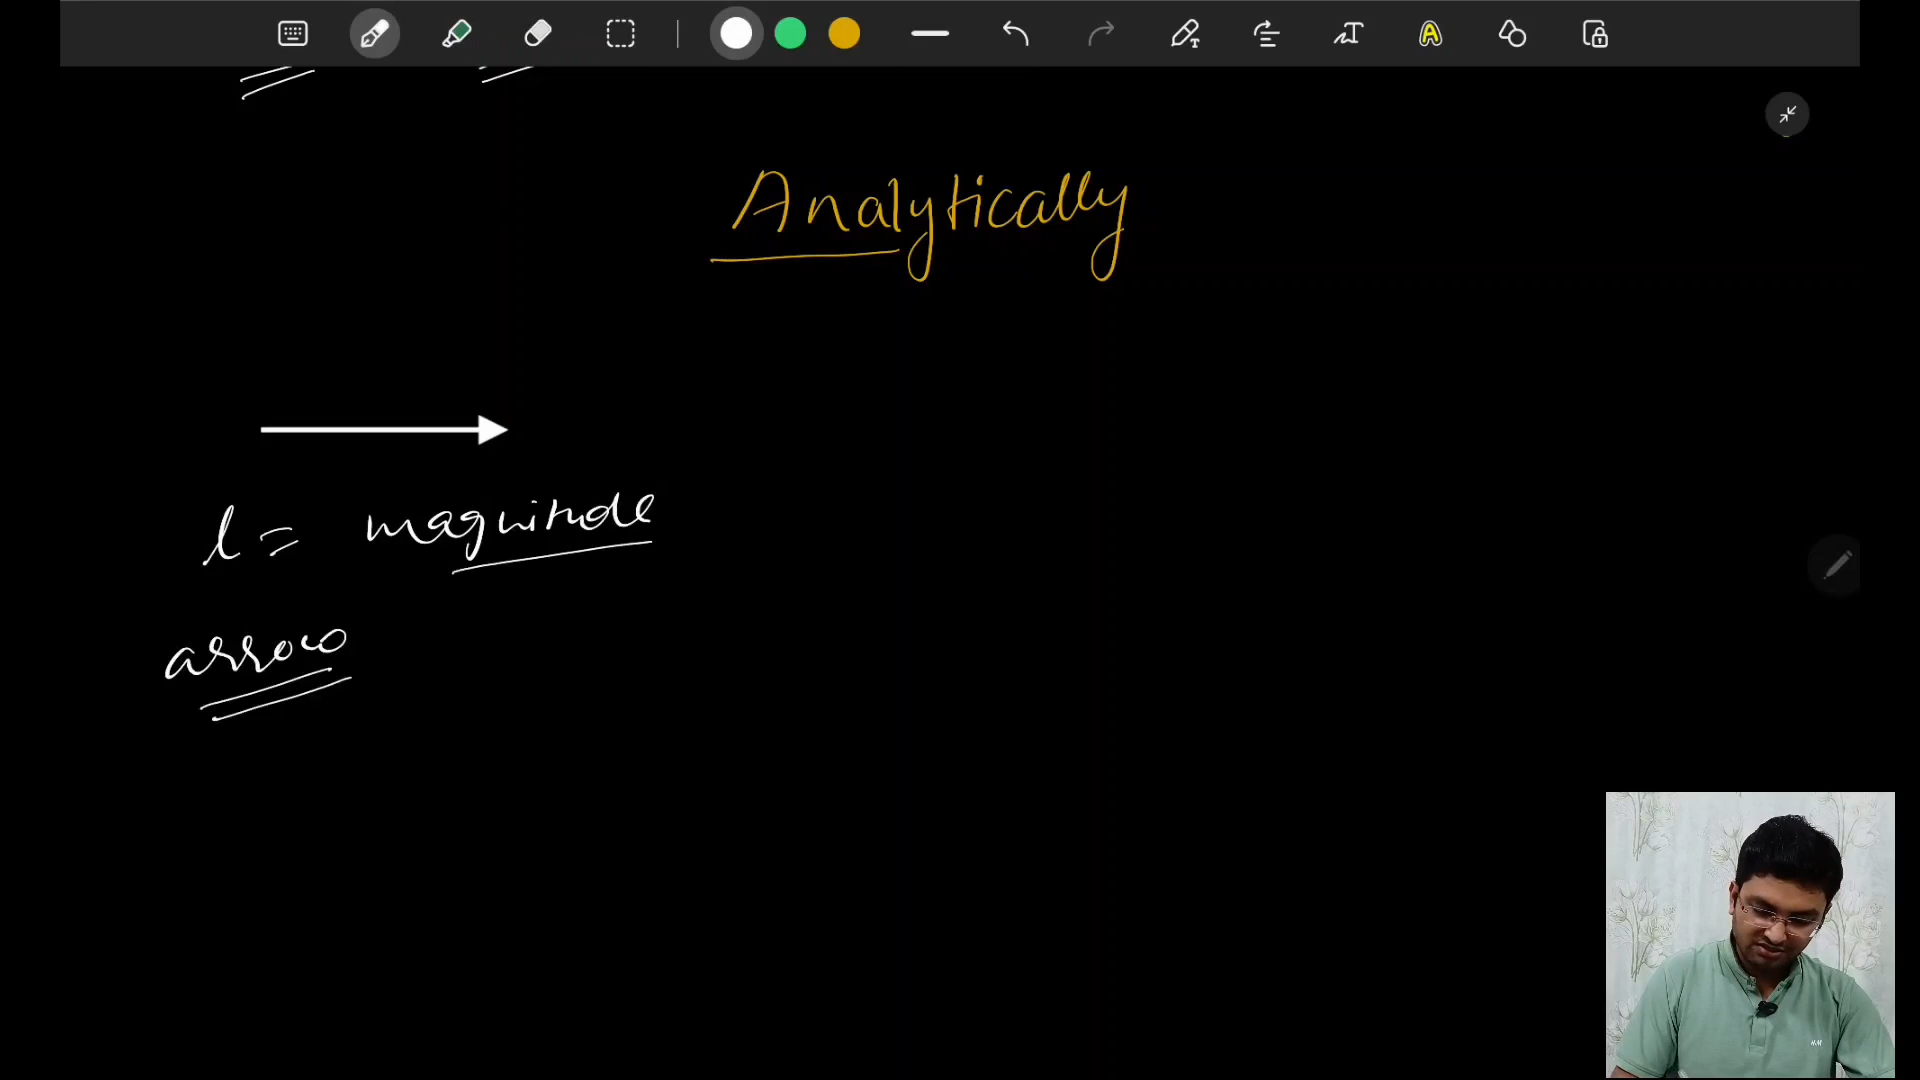 Analytically
l = magnitude
arrow